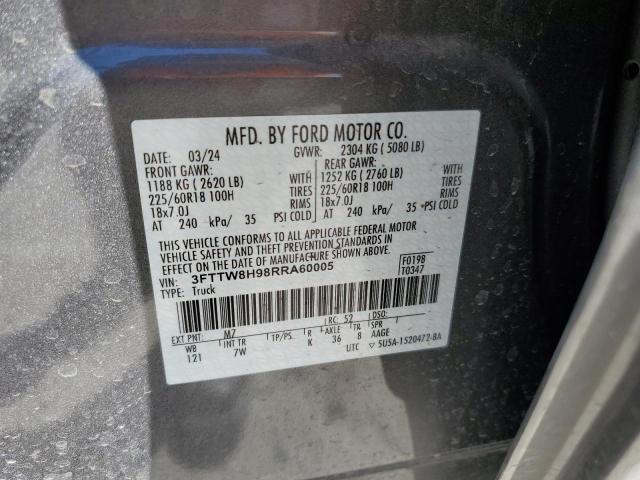 MFD. BY FORD MOTOR CO.
DATE: 03/24 GVWR: 2304 KG ( 5080 LB)
FRONT GAWR: REAR GAWR:
1188 KG ( 2620 LB) WITH 1252 KG ( 2760 LB) WITH
225/60R18 100H TIRES 225/60R18 100H TIRES
18x7.0J RIMS 18x7.0J RIMS
AT 240 kPa/ 35 PSI COLD AT 240 kPa/ 35 PSI COLD
THIS VEHICLE CONFORMS TO ALL APPLICABLE FEDERAL MOTOR
VEHICLE SAFETY AND THEFT PREVENTION STANDARDS IN EFFECT ON
THE DATE OF MANUFACTURE SHOWN ABOVE.
VIN: 3FTTW8H98RRA60005 F0198
TYPE: Truck T0347
EXT PNT: M7 RC: 52 DSO:
WB INT TR TP/PS R AXLE TR SPR
121 7W K 36 8 AAGE
UTC 5U5A-1520472-BA